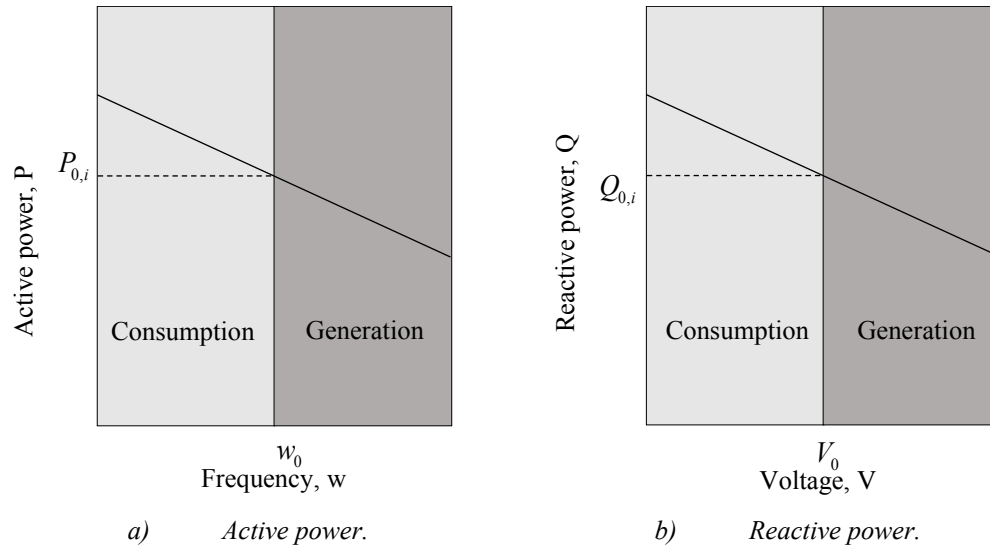 Active power, P
P0,i
Consumption
Generation
w0
Frequency, w
a) Active power.
Reactive power, Q
Q0,i
Consumption
Generation
V0
Voltage, V
b) Reactive power.